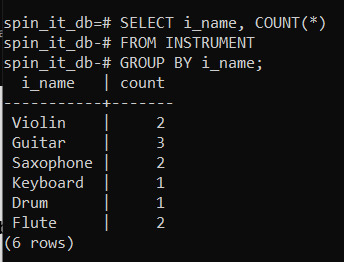 spin_it_db=# SELECT i_name, COUNT(*)
spin_it_db-# FROM INSTRUMENT
spin_it_db-# GROUP BY i_name;
  i_name   | count
-----------+-------
 Violin    |     2
 Guitar    |     3
 Saxophone |     2
 Keyboard  |     1
 Drum      |     1
 Flute     |     2
(6 rows)